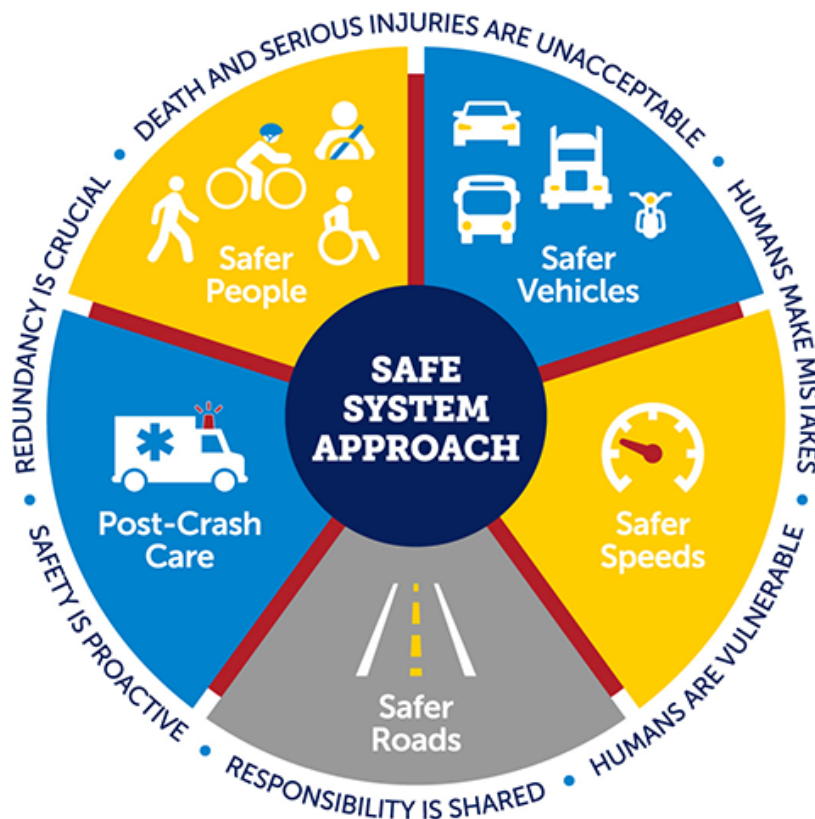 DEATH AND SERIOUS INJURIES ARE UNACCEPTABLE
HUMANS MAKE MISTAKES
HUMANS ARE VULNERABLE
RESPONSIBILITY IS SHARED
SAFETY IS PROACTIVE
REDUNDANCY IS CRUCIAL
Safer
People
Safer
Vehicles
SAFE
SYSTEM
APPROACH
Post-Crash
Care
Safer
Speeds
Safer
Roads